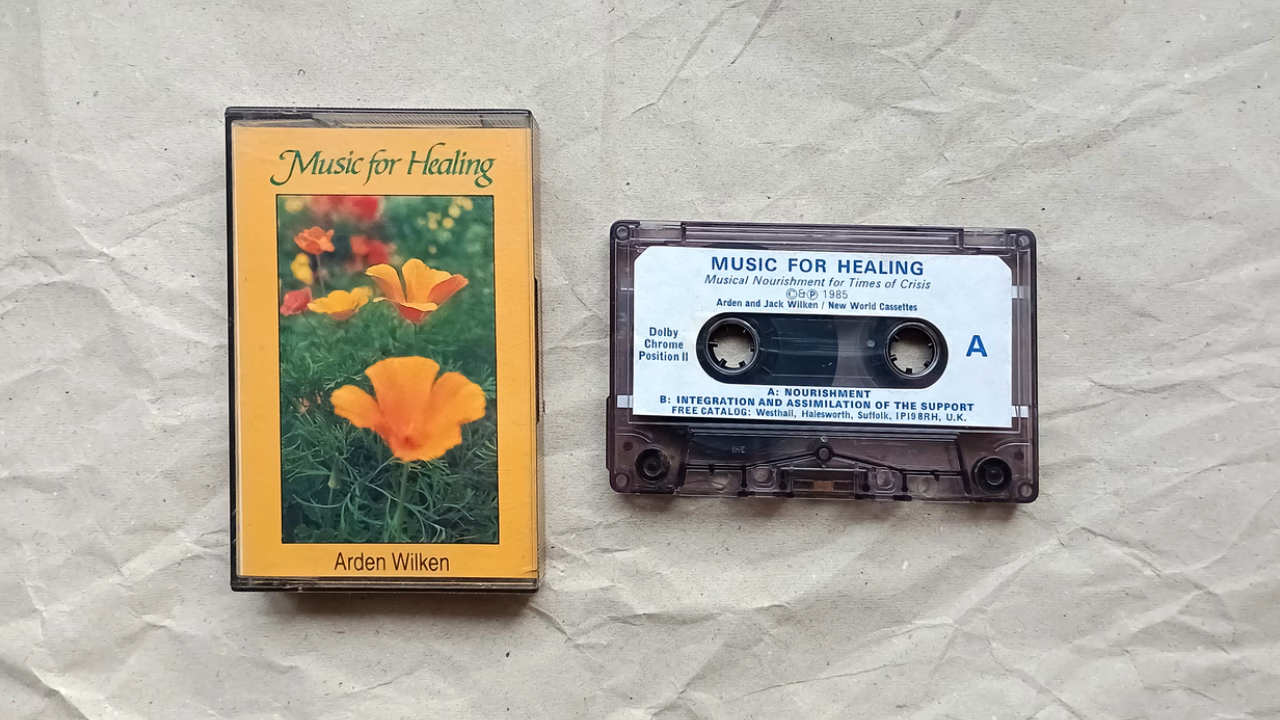 Music for Healing
Arden Wilken
MUSIC FOR HEALING
Musical Nourishment for Times of Crisis
©&℗ 1985
Arden and Jack Wilken / New World Cassettes
Dolby
Chrome
Position II
A
A: NOURISHMENT
B: INTEGRATION AND ASSIMILATION OF THE SUPPORT
FREE CATALOG: Westhall, Halesworth, Suffolk, IP19 8RH, U.K.